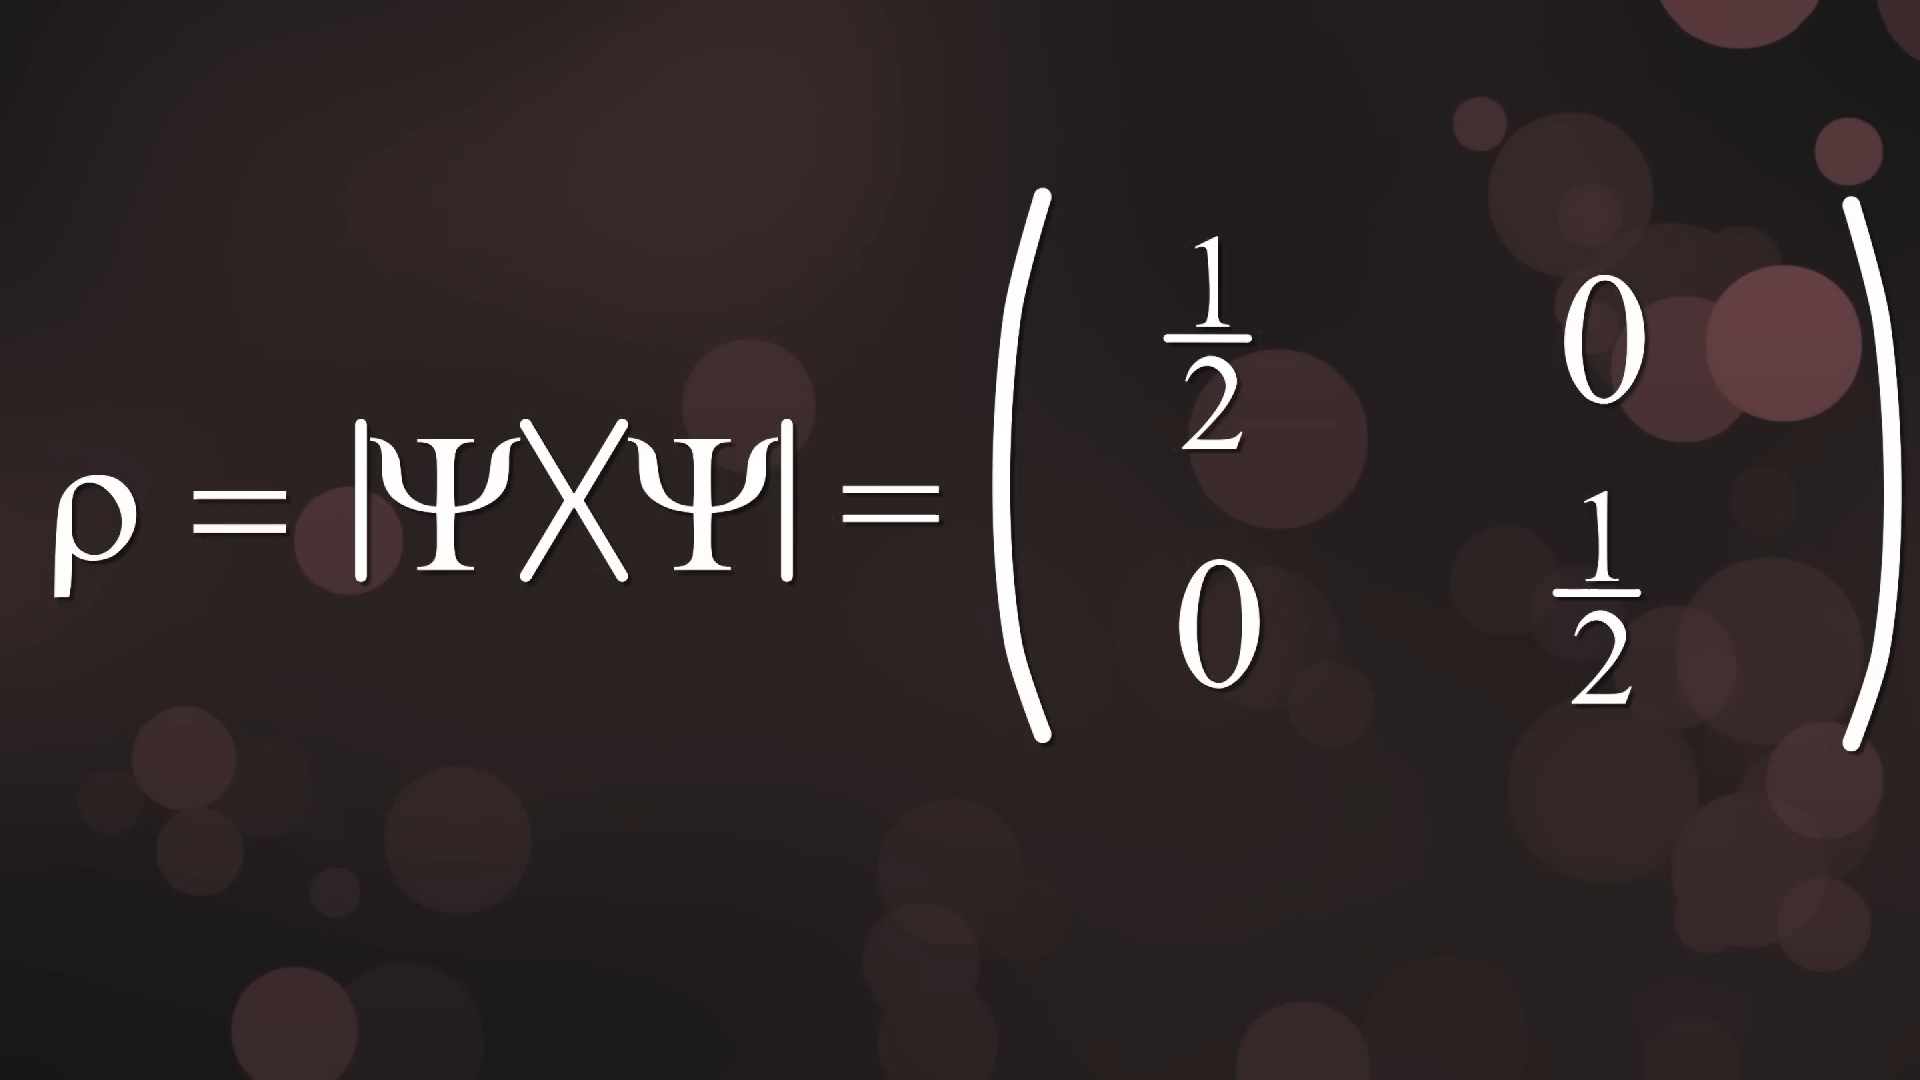 ρ = |Ψ⟩⟨Ψ| = ( 1/2 0
0 1/2 )